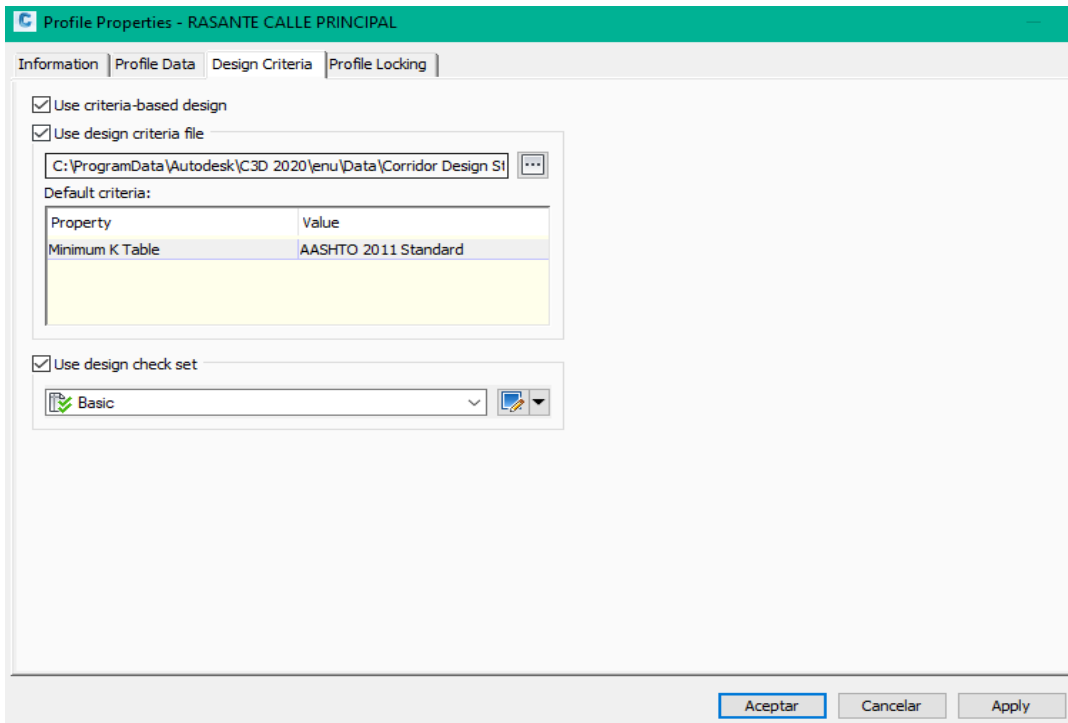 Profile Properties - RASANTE CALLE PRINCIPAL
Information Profile Data Design Criteria Profile Locking
Use criteria-based design
Use design criteria file
C:\ProgramData\Autodesk\C3D 2020\enu\Data\Corridor Design St
...
Default criteria:
Property Value
Minimum K Table AASHTO 2011 Standard
Use design check set
Basic
Aceptar Cancelar Apply